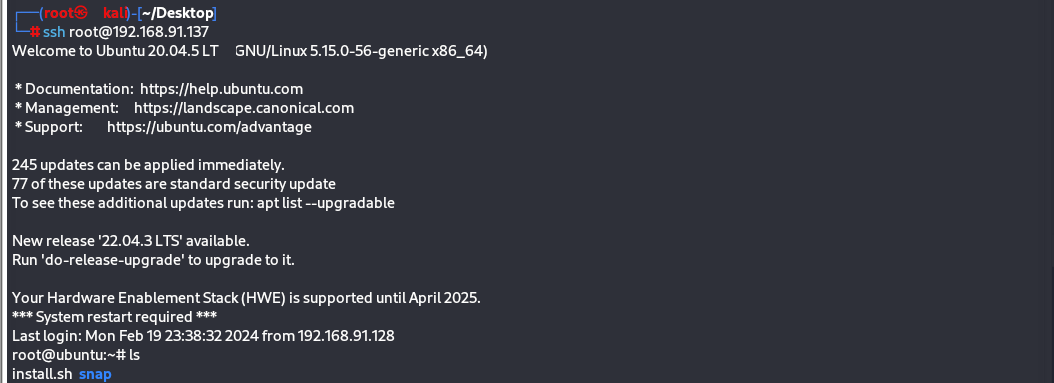 ┌──(root㉿ kali)-[~/Desktop]
└─# ssh root@192.168.91.137
Welcome to Ubuntu 20.04.5 LT GNU/Linux 5.15.0-56-generic x86_64)
* Documentation: https://help.ubuntu.com
* Management: https://landscape.canonical.com
* Support: https://ubuntu.com/advantage
245 updates can be applied immediately.
77 of these updates are standard security update
To see these additional updates run: apt list --upgradable
New release '22.04.3 LTS' available.
Run 'do-release-upgrade' to upgrade to it.
Your Hardware Enablement Stack (HWE) is supported until April 2025.
*** System restart required ***
Last login: Mon Feb 19 23:38:32 2024 from 192.168.91.128
root@ubuntu:~# ls
install.sh snap